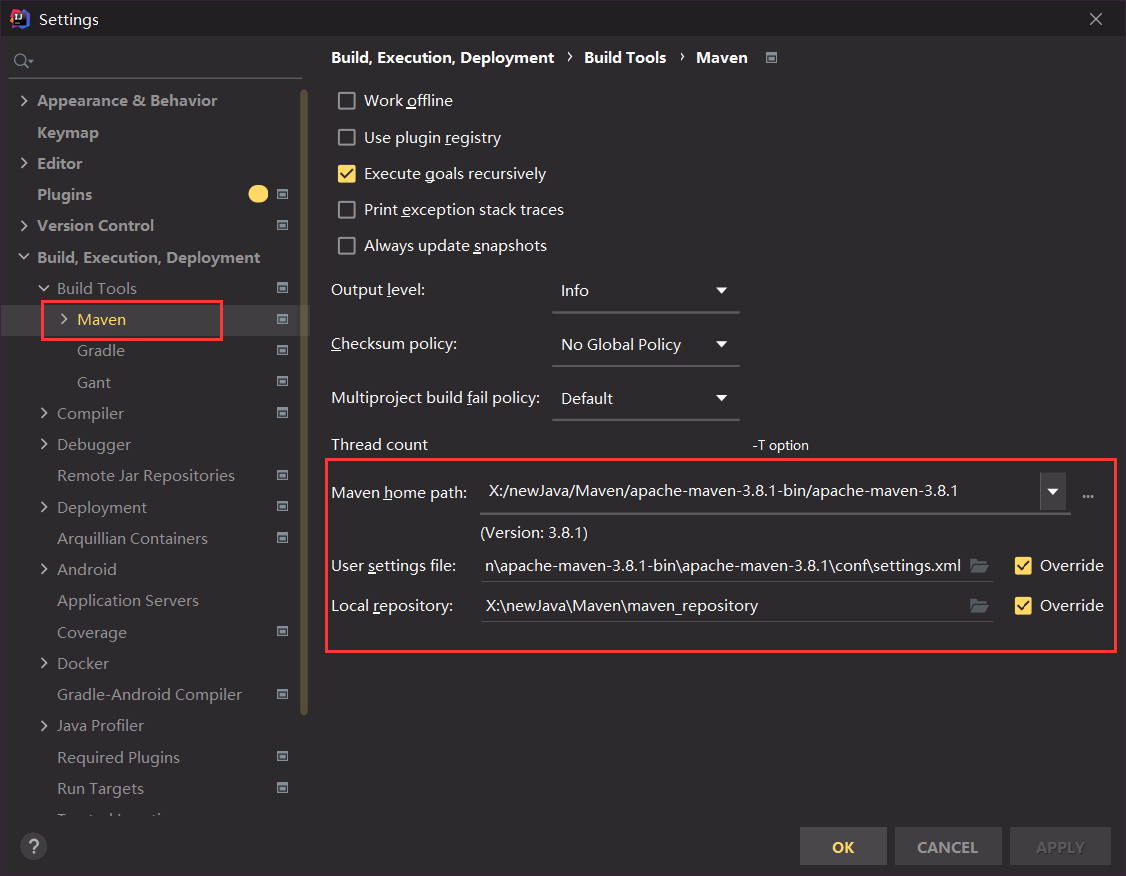 Settings
Build, Execution, Deployment › Build Tools › Maven
Appearance & Behavior
Keymap
Editor
Plugins
Version Control
Build, Execution, Deployment
Build Tools
Maven
Gradle
Gant
Compiler
Debugger
Remote Jar Repositories
Deployment
Arquillian Containers
Android
Application Servers
Coverage
Docker
Gradle-Android Compiler
Java Profiler
Required Plugins
Run Targets
Work offline
Use plugin registry
Execute goals recursively
Print exception stack traces
Always update snapshots
Output level: Info
Checksum policy: No Global Policy
Multiproject build fail policy: Default
Thread count -T option
Maven home path: X:/newJava/Maven/apache-maven-3.8.1-bin/apache-maven-3.8.1 ...
(Version: 3.8.1)
User settings file: n\apache-maven-3.8.1-bin\apache-maven-3.8.1\conf\settings.xml Override
Local repository: X:\newJava\Maven\maven_repository Override
? OK CANCEL APPLY